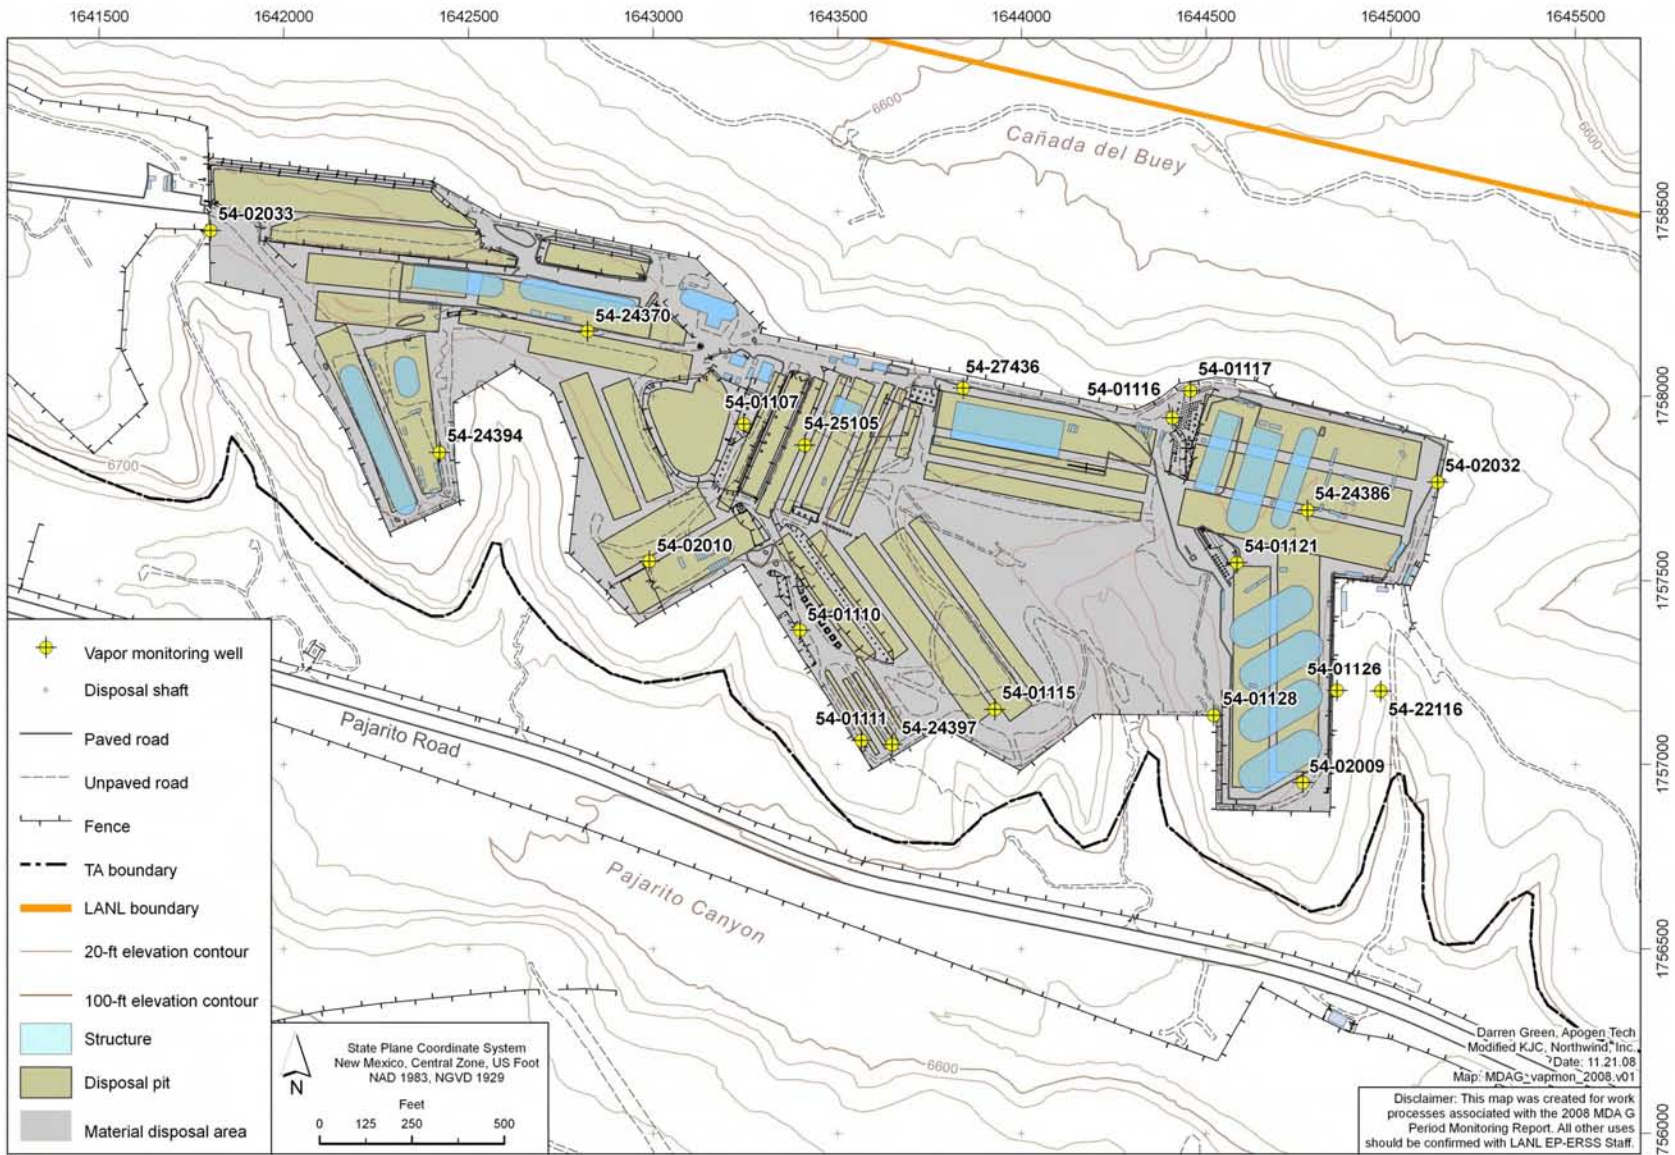 1641500 1642000 1642500 1643000 1643500 1644000 1644500 1645000 1645500
6600
Cañada del Buey
6600
1758500
54-02033
54-24370
54-27436
54-01117
54-01116
1758000
54-01107
54-25105
54-24394
54-02032
6700
54-24386
54-02010
54-01121
1757500
54-01110
54-01126
54-01115
54-01128
54-22116
54-01111
54-24397
54-02009
1757000
Pajarito Road
Pajarito Canyon
1756500
6600
1756000
Vapor monitoring well
Disposal shaft
Paved road
Unpaved road
Fence
TA boundary
LANL boundary
20-ft elevation contour
100-ft elevation contour
Structure
Disposal pit
Material disposal area
N
State Plane Coordinate System
New Mexico, Central Zone, US Foot
NAD 1983, NGVD 1929
Feet
0 125 250 500
Darren Green, Apogen Tech
Modified KJC, Northwind, Inc.
Date: 11.21.08
Map: MDAG_vapmon_2008.v01
Disclaimer: This map was created for work
processes associated with the 2008 MDA G
Period Monitoring Report. All other uses
should be confirmed with LANL EP-ERSS Staff.